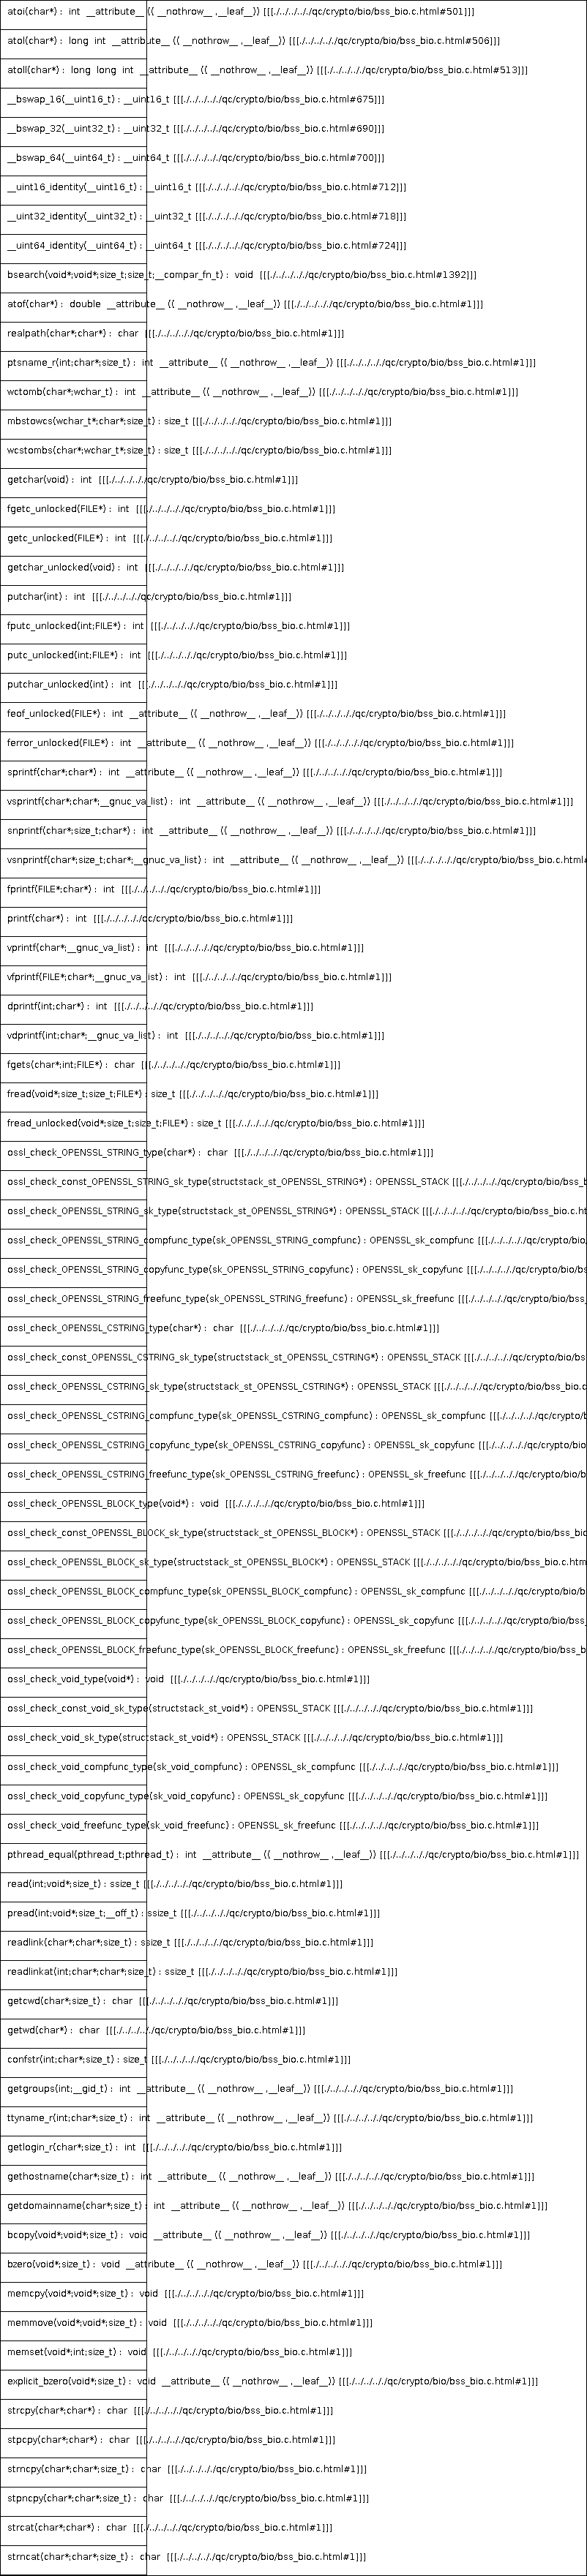 atoi(char*) : int __attribute__ (( __nothrow__ ,__leaf__)) [[[./../../../qc/crypto/bio/bss_bio.c.html#501]]]
atol(char*) : long int __attribute__ (( __nothrow__ ,__leaf__)) [[[./../../../qc/crypto/bio/bss_bio.c.html#506]]]
atoll(char*) : long long int __attribute__ (( __nothrow__ ,__leaf__)) [[[./../../../qc/crypto/bio/bss_bio.c.html#513]]]
__bswap_16(__uint16_t) : __uint16_t [[[./../../../qc/crypto/bio/bss_bio.c.html#675]]]
__bswap_32(__uint32_t) : __uint32_t [[[./../../../qc/crypto/bio/bss_bio.c.html#690]]]
__bswap_64(__uint64_t) : __uint64_t [[[./../../../qc/crypto/bio/bss_bio.c.html#700]]]
__uint16_identity(__uint16_t) : __uint16_t [[[./../../../qc/crypto/bio/bss_bio.c.html#712]]]
__uint32_identity(__uint32_t) : __uint32_t [[[./../../../qc/crypto/bio/bss_bio.c.html#718]]]
__uint64_identity(__uint64_t) : __uint64_t [[[./../../../qc/crypto/bio/bss_bio.c.html#724]]]
bsearch(void*;void*;size_t;size_t;__compar_fn_t) : void [[[./../../../qc/crypto/bio/bss_bio.c.html#1392]]]
atof(char*) : double __attribute__ (( __nothrow__ ,__leaf__)) [[[./../../../qc/crypto/bio/bss_bio.c.html#1]]]
realpath(char*;char*) : char [[[./../../../qc/crypto/bio/bss_bio.c.html#1]]]
ptsname_r(int;char*;size_t) : int __attribute__ (( __nothrow__ ,__leaf__)) [[[./../../../qc/crypto/bio/bss_bio.c.html#1]]]
wctomb(char*;wchar_t) : int __attribute__ (( __nothrow__ ,__leaf__)) [[[./../../../qc/crypto/bio/bss_bio.c.html#1]]]
mbstowcs(wchar_t*;char*;size_t) : size_t [[[./../../../qc/crypto/bio/bss_bio.c.html#1]]]
wcstombs(char*;wchar_t*;size_t) : size_t [[[./../../../qc/crypto/bio/bss_bio.c.html#1]]]
getchar(void) : int [[[./../../../qc/crypto/bio/bss_bio.c.html#1]]]
fgetc_unlocked(FILE*) : int [[[./../../../qc/crypto/bio/bss_bio.c.html#1]]]
getc_unlocked(FILE*) : int [[[./../../../qc/crypto/bio/bss_bio.c.html#1]]]
getchar_unlocked(void) : int [[[./../../../qc/crypto/bio/bss_bio.c.html#1]]]
putchar(int) : int [[[./../../../qc/crypto/bio/bss_bio.c.html#1]]]
fputc_unlocked(int;FILE*) : int [[[./../../../qc/crypto/bio/bss_bio.c.html#1]]]
putc_unlocked(int;FILE*) : int [[[./../../../qc/crypto/bio/bss_bio.c.html#1]]]
putchar_unlocked(int) : int [[[./../../../qc/crypto/bio/bss_bio.c.html#1]]]
feof_unlocked(FILE*) : int __attribute__ (( __nothrow__ ,__leaf__)) [[[./../../../qc/crypto/bio/bss_bio.c.html#1]]]
ferror_unlocked(FILE*) : int __attribute__ (( __nothrow__ ,__leaf__)) [[[./../../../qc/crypto/bio/bss_bio.c.html#1]]]
sprintf(char*;char*) : int __attribute__ (( __nothrow__ ,__leaf__)) [[[./../../../qc/crypto/bio/bss_bio.c.html#1]]]
vsprintf(char*;char*;__gnuc_va_list) : int __attribute__ (( __nothrow__ ,__leaf__)) [[[./../../../qc/crypto/bio/bss_bio.c.html#1]]]
snprintf(char*;size_t;char*) : int __attribute__ (( __nothrow__ ,__leaf__)) [[[./../../../qc/crypto/bio/bss_bio.c.html#1]]]
vsnprintf(char*;size_t;char*;__gnuc_va_list) : int __attribute__ (( __nothrow__ ,__leaf__)) [[[./../../../qc/crypto/bio/bss_bio.c.html#
fprintf(FILE*;char*) : int [[[./../../../qc/crypto/bio/bss_bio.c.html#1]]]
printf(char*) : int [[[./../../../qc/crypto/bio/bss_bio.c.html#1]]]
vprintf(char*;__gnuc_va_list) : int [[[./../../../qc/crypto/bio/bss_bio.c.html#1]]]
vfprintf(FILE*;char*;__gnuc_va_list) : int [[[./../../../qc/crypto/bio/bss_bio.c.html#1]]]
dprintf(int;char*) : int [[[./../../../qc/crypto/bio/bss_bio.c.html#1]]]
vdprintf(int;char*;__gnuc_va_list) : int [[[./../../../qc/crypto/bio/bss_bio.c.html#1]]]
fgets(char*;int;FILE*) : char [[[./../../../qc/crypto/bio/bss_bio.c.html#1]]]
fread(void*;size_t;size_t;FILE*) : size_t [[[./../../../qc/crypto/bio/bss_bio.c.html#1]]]
fread_unlocked(void*;size_t;size_t;FILE*) : size_t [[[./../../../qc/crypto/bio/bss_bio.c.html#1]]]
ossl_check_OPENSSL_STRING_type(char*) : char [[[./../../../qc/crypto/bio/bss_bio.c.html#1]]]
ossl_check_const_OPENSSL_STRING_sk_type(structstack_st_OPENSSL_STRING*) : OPENSSL_STACK [[[./../../../qc/crypto/bio/bss_b
ossl_check_OPENSSL_STRING_sk_type(structstack_st_OPENSSL_STRING*) : OPENSSL_STACK [[[./../../../qc/crypto/bio/bss_bio.c.ht
ossl_check_OPENSSL_STRING_compfunc_type(sk_OPENSSL_STRING_compfunc) : OPENSSL_sk_compfunc [[[./../../../qc/crypto/bio,
ossl_check_OPENSSL_STRING_copyfunc_type(sk_OPENSSL_STRING_copyfunc) : OPENSSL_sk_copyfunc [[[./../../../qc/crypto/bio/bs
ossl_check_OPENSSL_STRING_freefunc_type(sk_OPENSSL_STRING_freefunc) : OPENSSL_sk_freefunc [[[./../../../qc/crypto/bio/bss_
ossl_check_OPENSSL_CSTRING_type(char*) : char [[[./../../../qc/crypto/bio/bss_bio.c.html#1]]]
ossl_check_const_OPENSSL_CSTRING_sk_type(structstack_st_OPENSSL_CSTRING*) : OPENSSL_STACK [[[./../../../qc/crypto/bio/bs
ossl_check_OPENSSL_CSTRING_sk_type(structstack_st_OPENSSL_CSTRING*) : OPENSSL_STACK [[[./../../../qc/crypto/bio/bss_bio.c
ossl_check_OPENSSL_CSTRING_compfunc_type(sk_OPENSSL_CSTRING_compfunc) : OPENSSL_sk_compfunc [[[./../../../qc/crypto/b
ossl_check_OPENSSL_CSTRING_copyfunc_type(sk_OPENSSL_CSTRING_copyfunc) : OPENSSL_sk_copyfunc [[[./../../../qc/crypto/bio
ossl_check_OPENSSL_CSTRING_freefunc_type(sk_OPENSSL_CSTRING_freefunc) : OPENSSL_sk_freefunc [[[./../../../qc/crypto/bio/b
ossl_check_OPENSSL_BLOCK_type(void*) : void [[[./../../../qc/crypto/bio/bss_bio.c.html#1]]]
ossl_check_const_OPENSSL_BLOCK_sk_type(structstack_st_OPENSSL_BLOCK*) : OPENSSL_STACK [[[./../../../qc/crypto/bio/bss_bio
ossl_check_OPENSSL_BLOCK_sk_type(structstack_st_OPENSSL_BLOCK*) : OPENSSL_STACK [[[./../../../qc/crypto/bio/bss_bio.c.htm
ossl_check_OPENSSL_BLOCK_compfunc_type(sk_OPENSSL_BLOCK_compfunc) : OPENSSL_sk_compfunc [[[./../../../qc/crypto/bio/b
ossl_check_OPENSSL_BLOCK_copyfunc_type(sk_OPENSSL_BLOCK_copyfunc) : OPENSSL_sk_copyfunc [[[./../../../qc/crypto/bio/bss_
ossl_check_OPENSSL_BLOCK_freefunc_type(sk_OPENSSL_BLOCK_freefunc) : OPENSSL_sk_freefunc [[[./../../../qc/crypto/bio/bss_b
ossl_check_void_type(void*) : void [[[./../../../qc/crypto/bio/bss_bio.c.html#1]]]
ossl_check_const_void_sk_type(structstack_st_void*) : OPENSSL_STACK [[[./../../../qc/crypto/bio/bss_bio.c.html#1]]]
ossl_check_void_sk_type(structstack_st_void*) : OPENSSL_STACK [[[./../../../qc/crypto/bio/bss_bio.c.html#1]]]
ossl_check_void_compfunc_type(sk_void_compfunc) : OPENSSL_sk_compfunc [[[./../../../qc/crypto/bio/bss_bio.c.html#1]]]
ossl_check_void_copyfunc_type(sk_void_copyfunc) : OPENSSL_sk_copyfunc [[[./../../../qc/crypto/bio/bss_bio.c.html#1]]]
ossl_check_void_freefunc_type(sk_void_freefunc) : OPENSSL_sk_freefunc [[[./../../../qc/crypto/bio/bss_bio.c.html#1]]]
pthread_equal(pthread_t;pthread_t) : int __attribute__ (( __nothrow__ ,__leaf__)) [[[./../../../qc/crypto/bio/bss_bio.c.html#1]]]
read(int;void*;size_t) : ssize_t [[[./../../../qc/crypto/bio/bss_bio.c.html#1]]]
pread(int;void*;size_t;__off_t) : ssize_t [[[./../../../qc/crypto/bio/bss_bio.c.html#1]]]
readlink(char*;char*;size_t) : ssize_t [[[./../../../qc/crypto/bio/bss_bio.c.html#1]]]
readlinkat(int;char*;char*;size_t) : ssize_t [[[./../../../qc/crypto/bio/bss_bio.c.html#1]]]
getcwd(char*;size_t) : char [[[./../../../qc/crypto/bio/bss_bio.c.html#1]]]
getwd(char*) : char [[[./../../../qc/crypto/bio/bss_bio.c.html#1]]]
confstr(int;char*;size_t) : size_t [[[./../../../qc/crypto/bio/bss_bio.c.html#1]]]
getgroups(int;__gid_t) : int __attribute__ (( __nothrow__ ,__leaf__)) [[[./../../../qc/crypto/bio/bss_bio.c.html#1]]]
ttyname_r(int;char*;size_t) : int __attribute__ (( __nothrow__ ,__leaf__)) [[[./../../../qc/crypto/bio/bss_bio.c.html#1]]]
getlogin_r(char*;size_t) : int [[[./../../../qc/crypto/bio/bss_bio.c.html#1]]]
gethostname(char*;size_t) : int __attribute__ (( __nothrow__ ,__leaf__)) [[[./../../../qc/crypto/bio/bss_bio.c.html#1]]]
getdomainname(char*;size_t) : int __attribute__ (( __nothrow__ ,__leaf__)) [[[./../../../qc/crypto/bio/bss_bio.c.html#1]]]
bcopy(void*;void*;size_t) : void __attribute__ (( __nothrow__ ,__leaf__)) [[[./../../../qc/crypto/bio/bss_bio.c.html#1]]]
bzero(void*;size_t) : void __attribute__ (( __nothrow__ ,__leaf__)) [[[./../../../qc/crypto/bio/bss_bio.c.html#1]]]
memcpy(void*;void*;size_t) : void [[[./../../../qc/crypto/bio/bss_bio.c.html#1]]]
memmove(void*;void*;size_t) : void [[[./../../../qc/crypto/bio/bss_bio.c.html#1]]]
memset(void*;int;size_t) : void [[[./../../../qc/crypto/bio/bss_bio.c.html#1]]]
explicit_bzero(void*;size_t) : void __attribute__ (( __nothrow__ ,__leaf__)) [[[./../../../qc/crypto/bio/bss_bio.c.html#1]]]
strcpy(char*;char*) : char [[[./../../../qc/crypto/bio/bss_bio.c.html#1]]]
stpcpy(char*;char*) : char [[[./../../../qc/crypto/bio/bss_bio.c.html#1]]]
strncpy(char*;char*;size_t) : char [[[./../../../qc/crypto/bio/bss_bio.c.html#1]]]
stpncpy(char*;char*;size_t) : char [[[./../../../qc/crypto/bio/bss_bio.c.html#1]]]
strcat(char*;char*) : char [[[./../../../qc/crypto/bio/bss_bio.c.html#1]]]
strncat(char*;char*;size_t) : char [[[./../../../qc/crypto/bio/bss_bio.c.html#1]]]